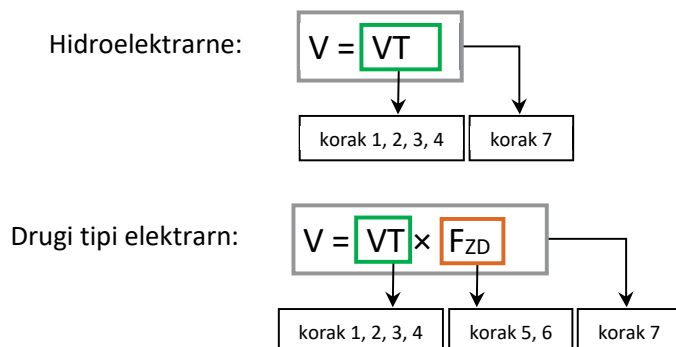 Hidroelektrarne: V = VT
korak 1, 2, 3, 4 korak 7
Drugi tipi elektrarn: V = VT × FZD
korak 1, 2, 3, 4 korak 5, 6 korak 7